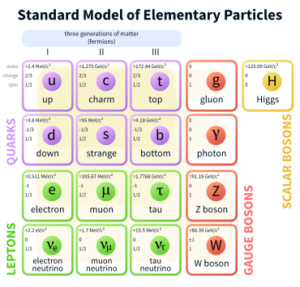 Standard Model of Elementary Particles
three generations of matter
(fermions)
I II III
mass ≈2.4 MeV/c² ≈1.273 GeV/c² ≈172.44 GeV/c² 0 ≈125.09 GeV/c²
charge 2/3 2/3 2/3 0 0
spin 1/2 1/2 1/2 1 0
u c t g H
up charm top gluon Higgs
QUARKS
≈4.8 MeV/c² ≈95 MeV/c² ≈4.18 GeV/c² 0
-1/3 -1/3 -1/3 0
1/2 1/2 1/2 1
d s b γ
down strange bottom photon
SCALAR BOSONS
≈0.511 MeV/c² ≈105.67 MeV/c² ≈1.7768 GeV/c² ≈91.19 GeV/c²
-1 -1 -1 0
1/2 1/2 1/2 1
e μ τ Z
electron muon tau Z boson
LEPTONS
GAUGE BOSONS
<2.2 eV/c² <1.7 MeV/c² <15.5 MeV/c² ≈80.39 GeV/c²
0 0 0 ±1
1/2 1/2 1/2 1
νe νμ ντ W
electron muon tau W boson
neutrino neutrino neutrino